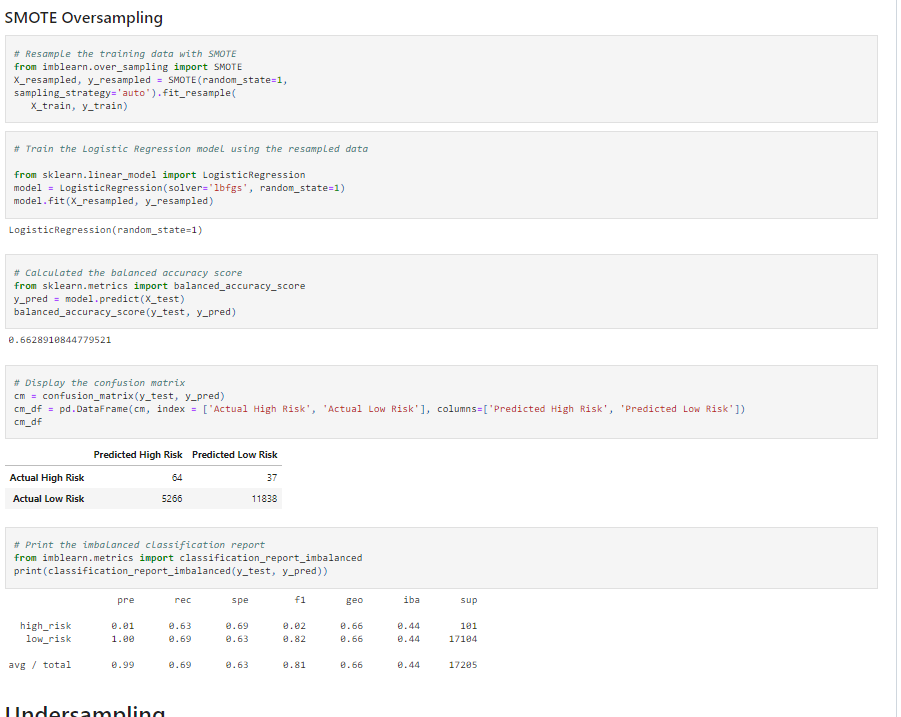 SMOTE Oversampling
# Resample the training data with SMOTE
from imblearn.over_sampling import SMOTE
X_resampled, y_resampled = SMOTE(random_state=1,
sampling_strategy='auto').fit_resample(
X_train, y_train)
# Train the Logistic Regression model using the resampled data
from sklearn.linear_model import LogisticRegression
model = LogisticRegression(solver='lbfgs', random_state=1)
model.fit(X_resampled, y_resampled)
LogisticRegression(random_state=1)
# Calculated the balanced accuracy score
from sklearn.metrics import balanced_accuracy_score
y_pred = model.predict(X_test)
balanced_accuracy_score(y_test, y_pred)
0.6628910844779521
# Display the confusion matrix
cm = confusion_matrix(y_test, y_pred)
cm_df = pd.DataFrame(cm, index = ['Actual High Risk', 'Actual Low Risk'], columns=['Predicted High Risk', 'Predicted Low Risk'])
cm_df
Predicted High Risk Predicted Low Risk
Actual High Risk 64 37
Actual Low Risk 5266 11838
# Print the imbalanced classification report
from imblearn.metrics import classification_report_imbalanced
print(classification_report_imbalanced(y_test, y_pred))
pre rec spe f1 geo iba sup
high_risk 0.01 0.63 0.69 0.02 0.66 0.44 101
low_risk 1.00 0.69 0.63 0.82 0.66 0.44 17104
avg / total 0.99 0.69 0.63 0.81 0.66 0.44 17205
Undersampling